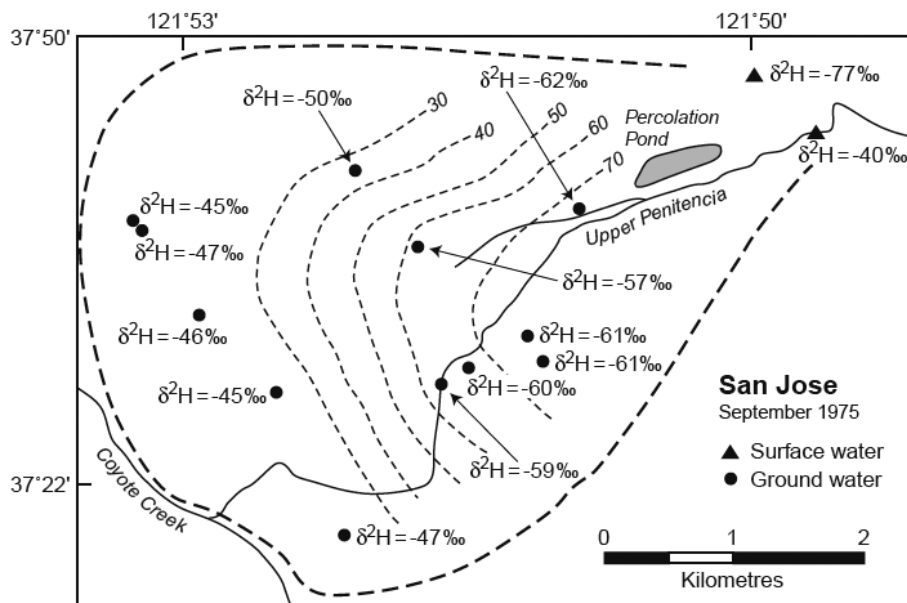 121°53'
121°50'
37°50'
δ²H = -62‰
δ²H = -77‰
δ²H = -50‰
30
40
50
60
70
Percolation
Pond
δ²H = -40‰
δ²H = -45‰
Upper Penitencia
δ²H = -47‰
δ²H = -57‰
δ²H = -46‰
δ²H = -61‰
δ²H = -61‰
δ²H = -45‰
δ²H = -60‰
San Jose
September 1975
Surface water
Ground water
δ²H = -59‰
37°22'
Coyote Creek
δ²H = -47‰
0
1
2
Kilometres